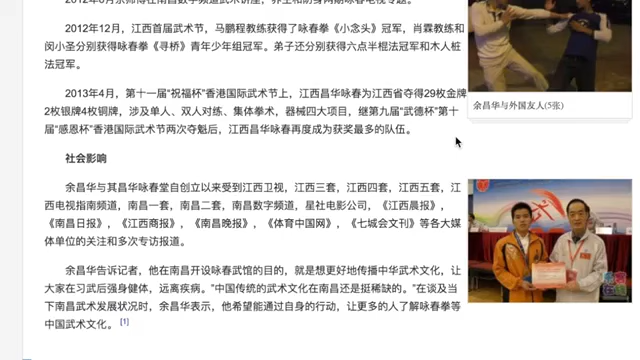 2012年12月，江西首届武术节，马鹏程教练获得了咏春拳《小念头》冠军，肖霖教练和
闵小圣分别获得咏春拳《寻桥》青年少年组冠军。弟子还分别获得六点半棍法冠军和木人桩
法冠军。
2013年4月，第十一届“祝福杯”香港国际武术节上，江西昌华咏春为江西省夺得29枚金牌
2枚银牌4枚铜牌，涉及单人、双人对练、集体拳术，器械四大项目，继第九届“武德杯”第十
届“感恩杯”香港国际武术节两次夺魁后，江西昌华咏春再度成为获奖最多的队伍。
余昌华与外国友人(5张)
社会影响
余昌华与其昌华咏春堂自创立以来受到江西卫视，江西三套，江西四套，江西五套，江
西电视指南频道，南昌一套，南昌二套，南昌数字频道，星社电影公司，《江西晨报》，
《南昌日报》，《江西商报》，《南昌晚报》，《体育中国网》，《七城会文刊》等各大媒
体单位的关注和多次专访报道。
余昌华告诉记者，他在南昌开设咏春武馆的目的，就是想更好地传播中华武术文化，让
大家在习武后强身健体，远离疾病。“中国传统的武术文化在南昌还是挺稀缺的。”在谈及当
下南昌武术发展状况时，余昌华表示，他希望能通过自身的行动，让更多的人了解咏春拳等
中国武术文化。 [1]